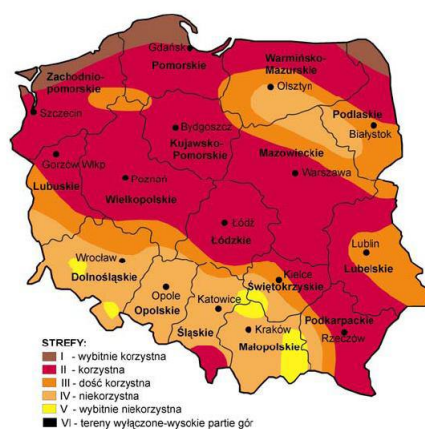 Gdańsk
Pomorskie
Zachodnio-
pomorskie
Szczecin
Warmińsko-
Mazurskie
Olsztyn
Podlaskie
Białystok
Bydgoszcz
Kujawsko-
Pomorskie
Gorzów Wlkp
Lubuskie
Poznań
Wielkopolskie
Mazowieckie
Warszawa
Łódź
Łódzkie
Lublin
Lubelskie
Wrocław
Dolnośląskie
Opole
Opolskie
Katowice
Śląskie
Kielce
Świętokrzyskie
Kraków
Małopolskie
Podkarpackie
Rzeczów
STREFY:
I - wybitnie korzystna
II - korzystna
III - dość korzystna
IV - niekorzystna
V - wybitnie niekorzystna
VI - tereny wyłączone-wysokie partie gór